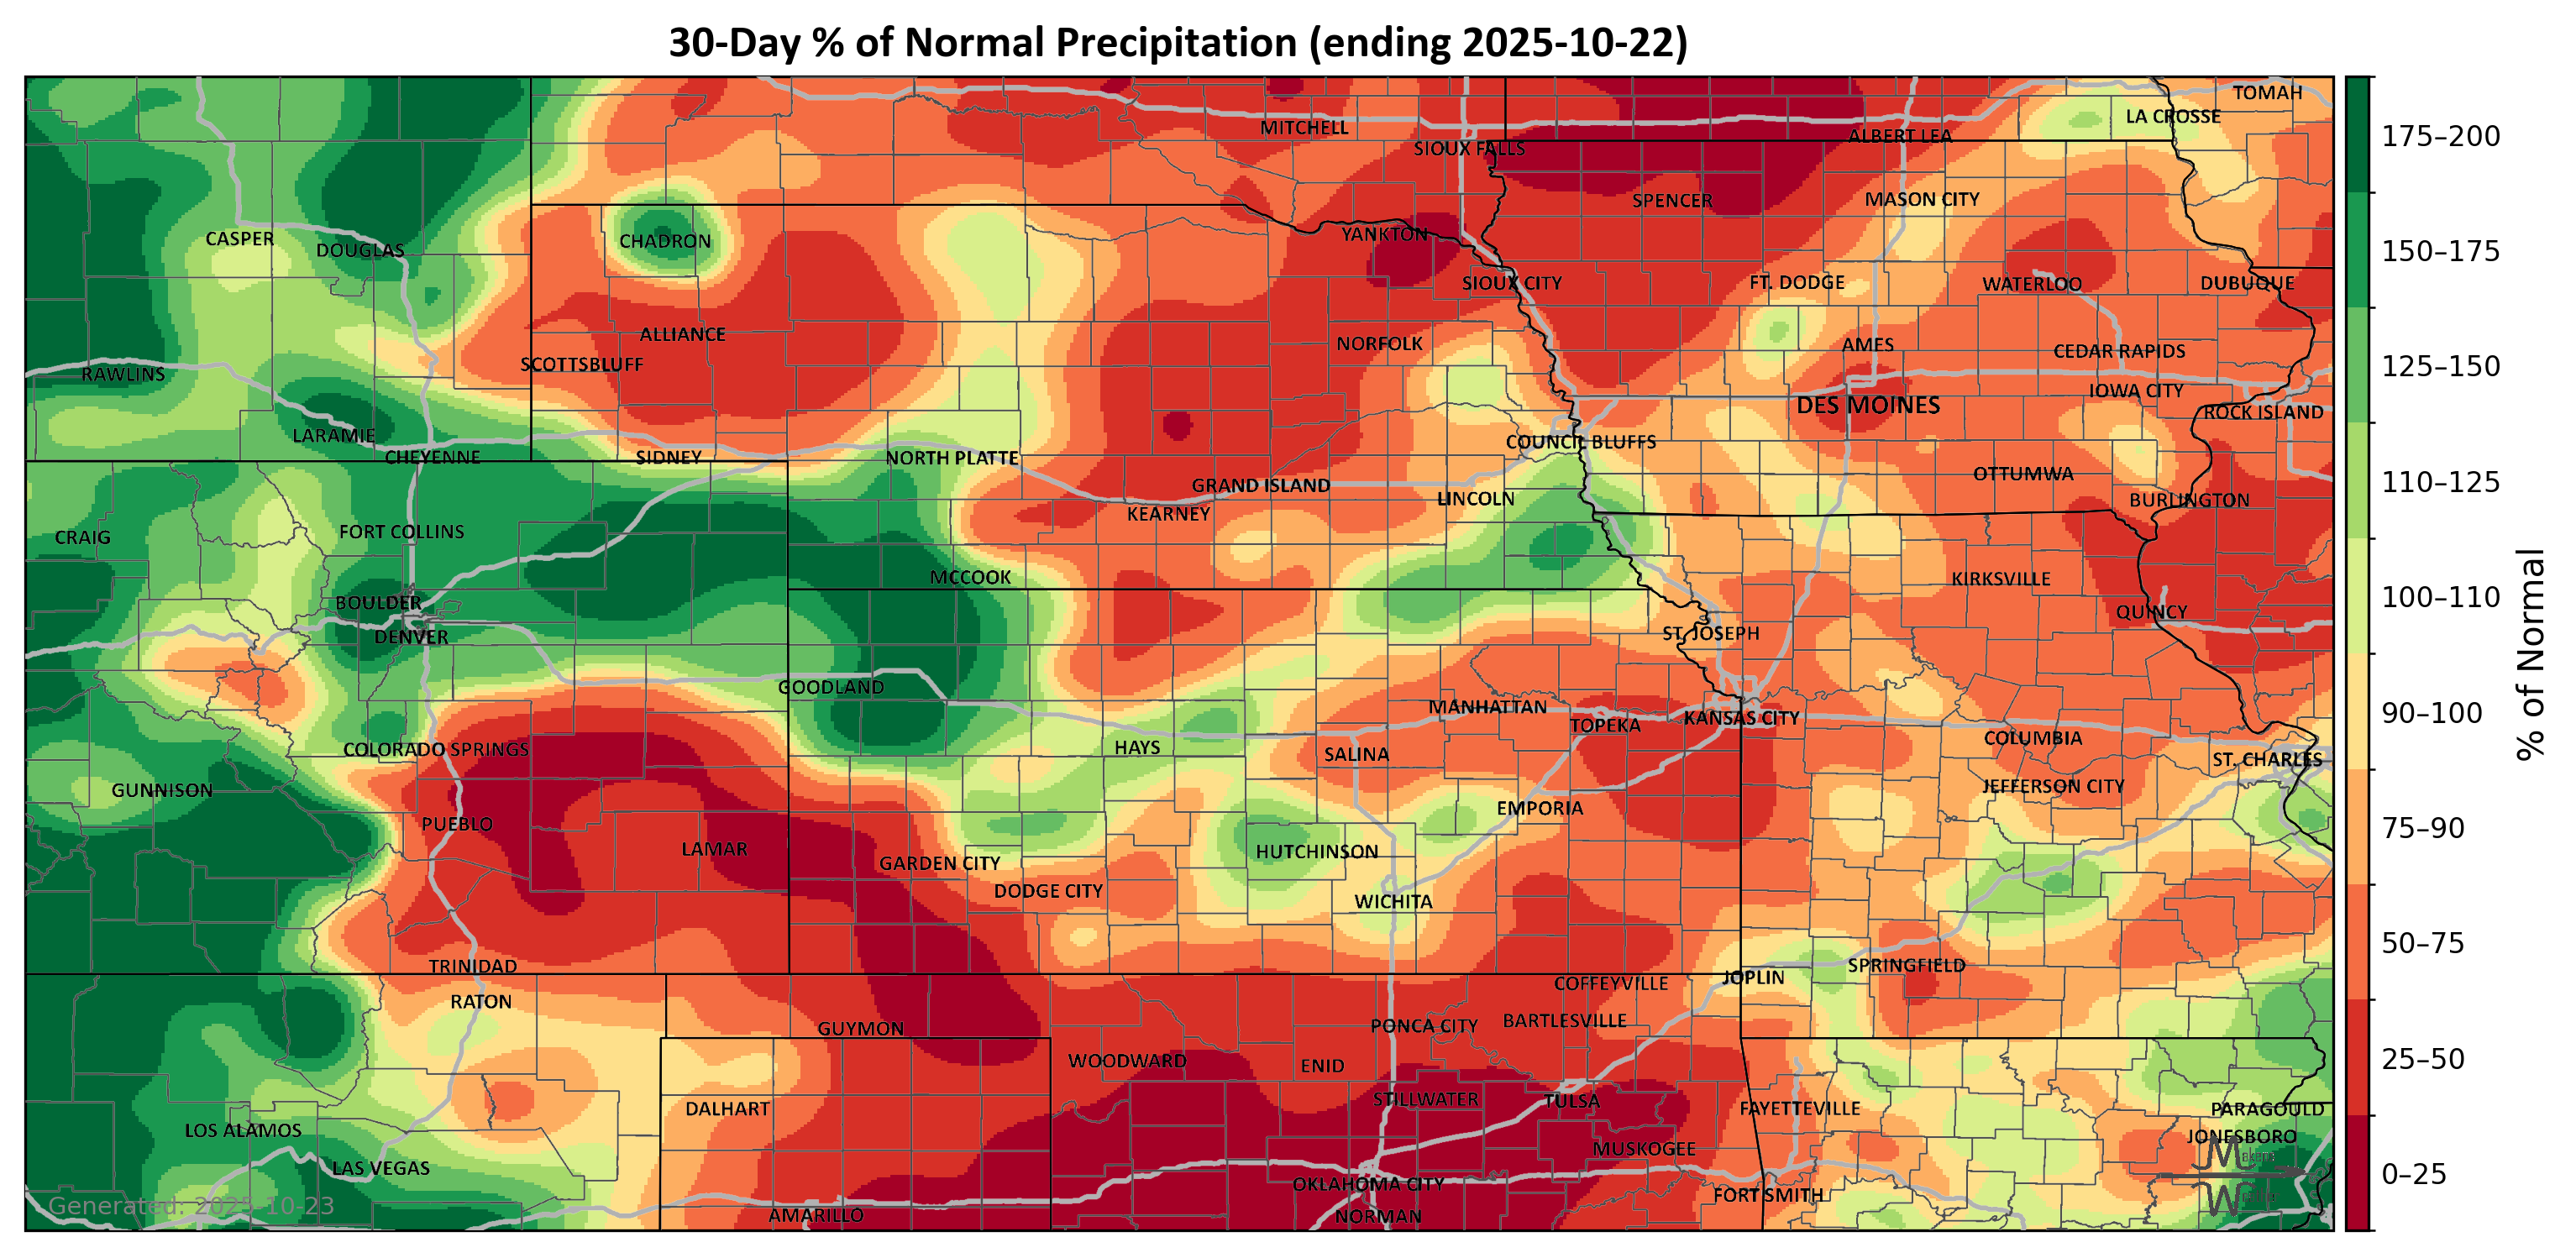 30-Day % of Normal Precipitation (ending 2025-10-22)
TOMAH
LA CROSSE
MITCHELL
ALBERT LEA
SIOUX FALLS
SPENCER
MASON CITY
CASPER
DOUGLAS
CHADRON
YANKTON
SIOUX CITY
FT. DODGE
WATERLOO
DUBUQUE
ALLIANCE
NORFOLK
AMES
CEDAR RAPIDS
SCOTTSBLUFF
RAWLINS
IOWA CITY
DES MOINES
ROCK ISLAND
LARAMIE
COUNCIL BLUFFS
CHEYENNE
SIDNEY
NORTH PLATTE
OTTUMWA
GRAND ISLAND
LINCOLN
BURLINGTON
KEARNEY
CRAIG
FORT COLLINS
MCCOOK
KIRKSVILLE
BOULDER
QUINCY
DENVER
ST. JOSEPH
GOODLAND
MANHATTAN
TOPEKA
KANSAS CITY
COLORADO SPRINGS
HAYS
SALINA
COLUMBIA
ST. CHARLES
GUNNISON
JEFFERSON CITY
EMPORIA
PUEBLO
LAMAR
GARDEN CITY
HUTCHINSON
DODGE CITY
WICHITA
TRINIDAD
SPRINGFIELD
JOPLIN
COFFEYVILLE
RATON
GUYMON
PONCA CITY
BARTLESVILLE
WOODWARD
ENID
DALHART
STILLWATER
TULSA
FAYETTEVILLE
PARAGOULD
LOS ALAMOS
JONESBORO
MUSKOGEE
LAS VEGAS
OKLAHOMA CITY
FORT SMITH
AMARILLO
NORMAN
Generated: 2025-10-23
175–200
150–175
125–150
110–125
100–110
90–100
75–90
50–75
25–50
0–25
% of Normal